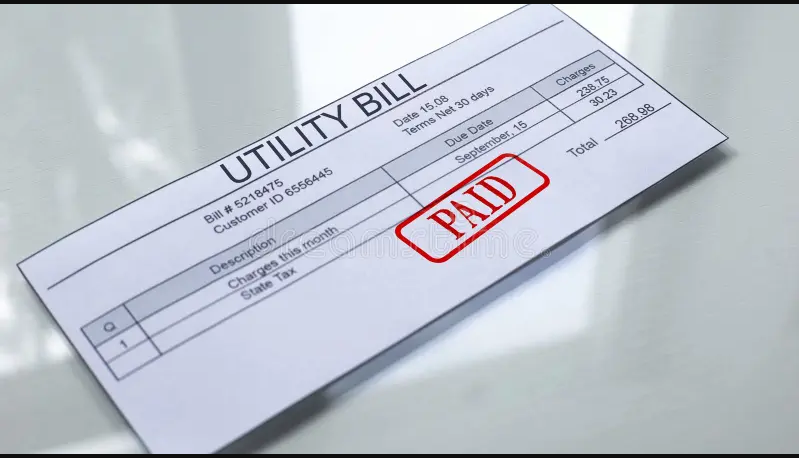 UTILITY BILL
Bill # 5218475
Customer ID 6556445
Date 15.08
Terms Net 30 days
Q Description Due Date Charges
1 Charges this month September, 15 238.75
State Tax 30.23
Total 268.98
PAID
dreamstime